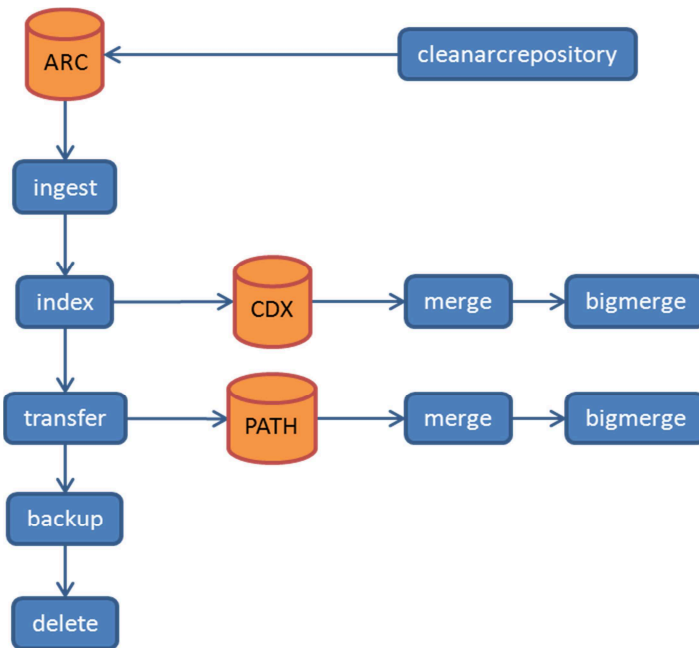 ARC
cleanarcrepository
ingest
index
CDX
merge
bigmerge
transfer
PATH
merge
bigmerge
backup
delete